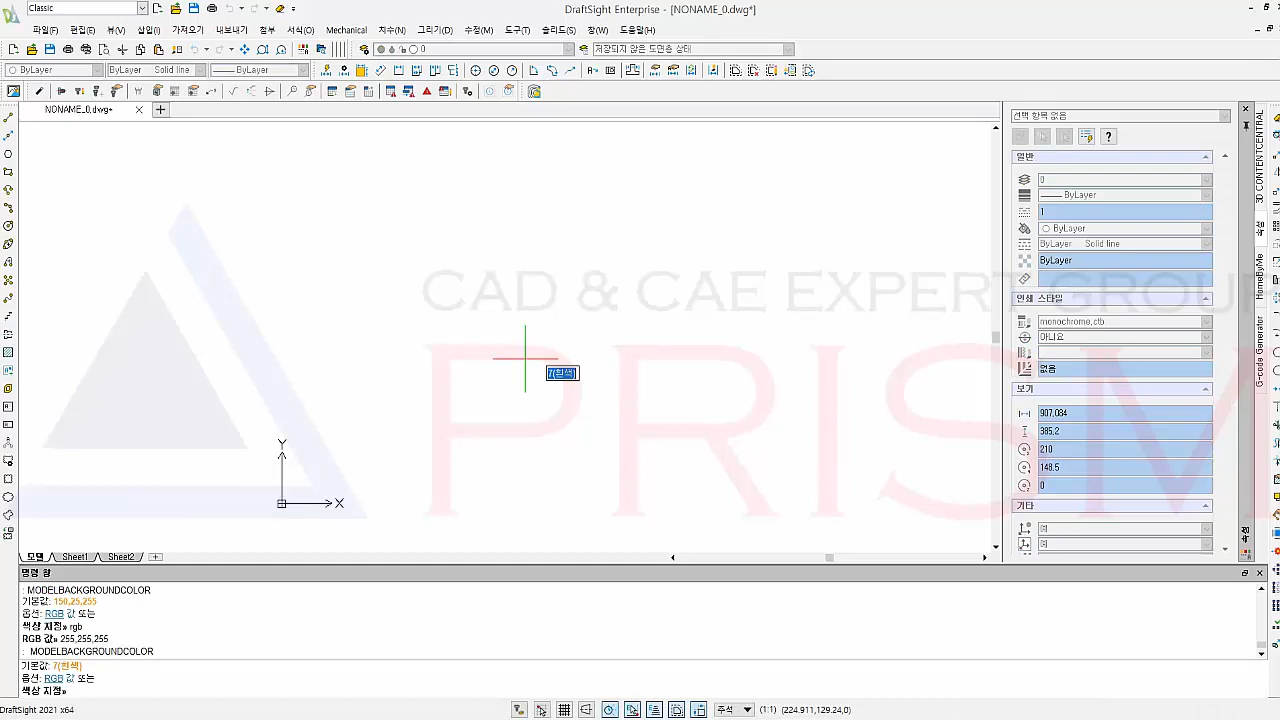 Classic
DraftSight Enterprise - [NONAME_0.dwg*]
파일(F) 편집(E) 뷰(V) 삽입(I) 가져오기 내보내기 첨부 서식(O) Mechanical 치수(N) 그리기(D) 수정(M) 도구(T) 솔리드(S) 창(W) 도움말(H)
0 저장되지 않은 도면층 상태
ByLayer ByLayer Solid line ByLayer
NONAME_0.dwg*
선택 항목 없음
일반
0
ByLayer
1
ByLayer
ByLayer Solid line
ByLayer
인쇄 스타일
monochrome.ctb
아니요
없음
보기
907.084
385.2
210
148.5
0
기타
예
예
3D CONTENTCENTRAL
속성
HomeByMe
G-code Generator
속성
CAD & CAE EXPERT GROU
PRISM
7(흰색)
Y
X
모델 Sheet1 Sheet2
명령 창
: MODELBACKGROUNDCOLOR
기본값: 150,25,255
옵션: RGB 값 또는
색상 지정» rgb
RGB 값» 255,255,255
: MODELBACKGROUNDCOLOR
기본값: 7(흰색)
옵션: RGB 값 또는
색상 지정»
DraftSight 2021 x64
주석 (1:1) (224.911,129.24,0)